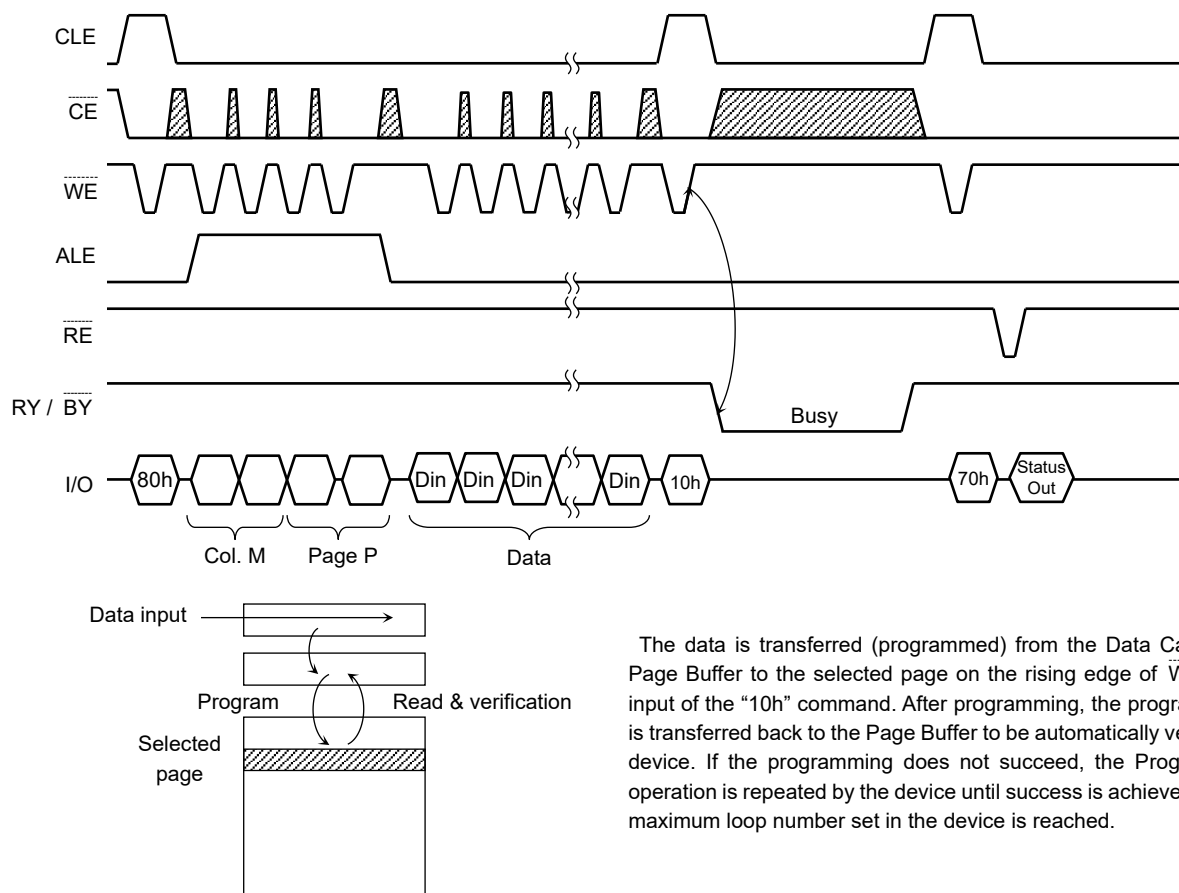 CLE
CE
WE
ALE
RE
RY / BY
Busy
I/O
80h
Din
Din
Din
Din
10h
70h
Status
Out
Col. M
Page P
Data
Data input
Program
Read & verification
Selected
page
The data is transferred (programmed) from the Data
Page Buffer to the selected page on the rising edge of
input of the “10h” command. After programming, the
is transferred back to the Page Buffer to be automatically
device. If the programming does not succeed, the
operation is repeated by the device until success is
maximum loop number set in the device is reached.